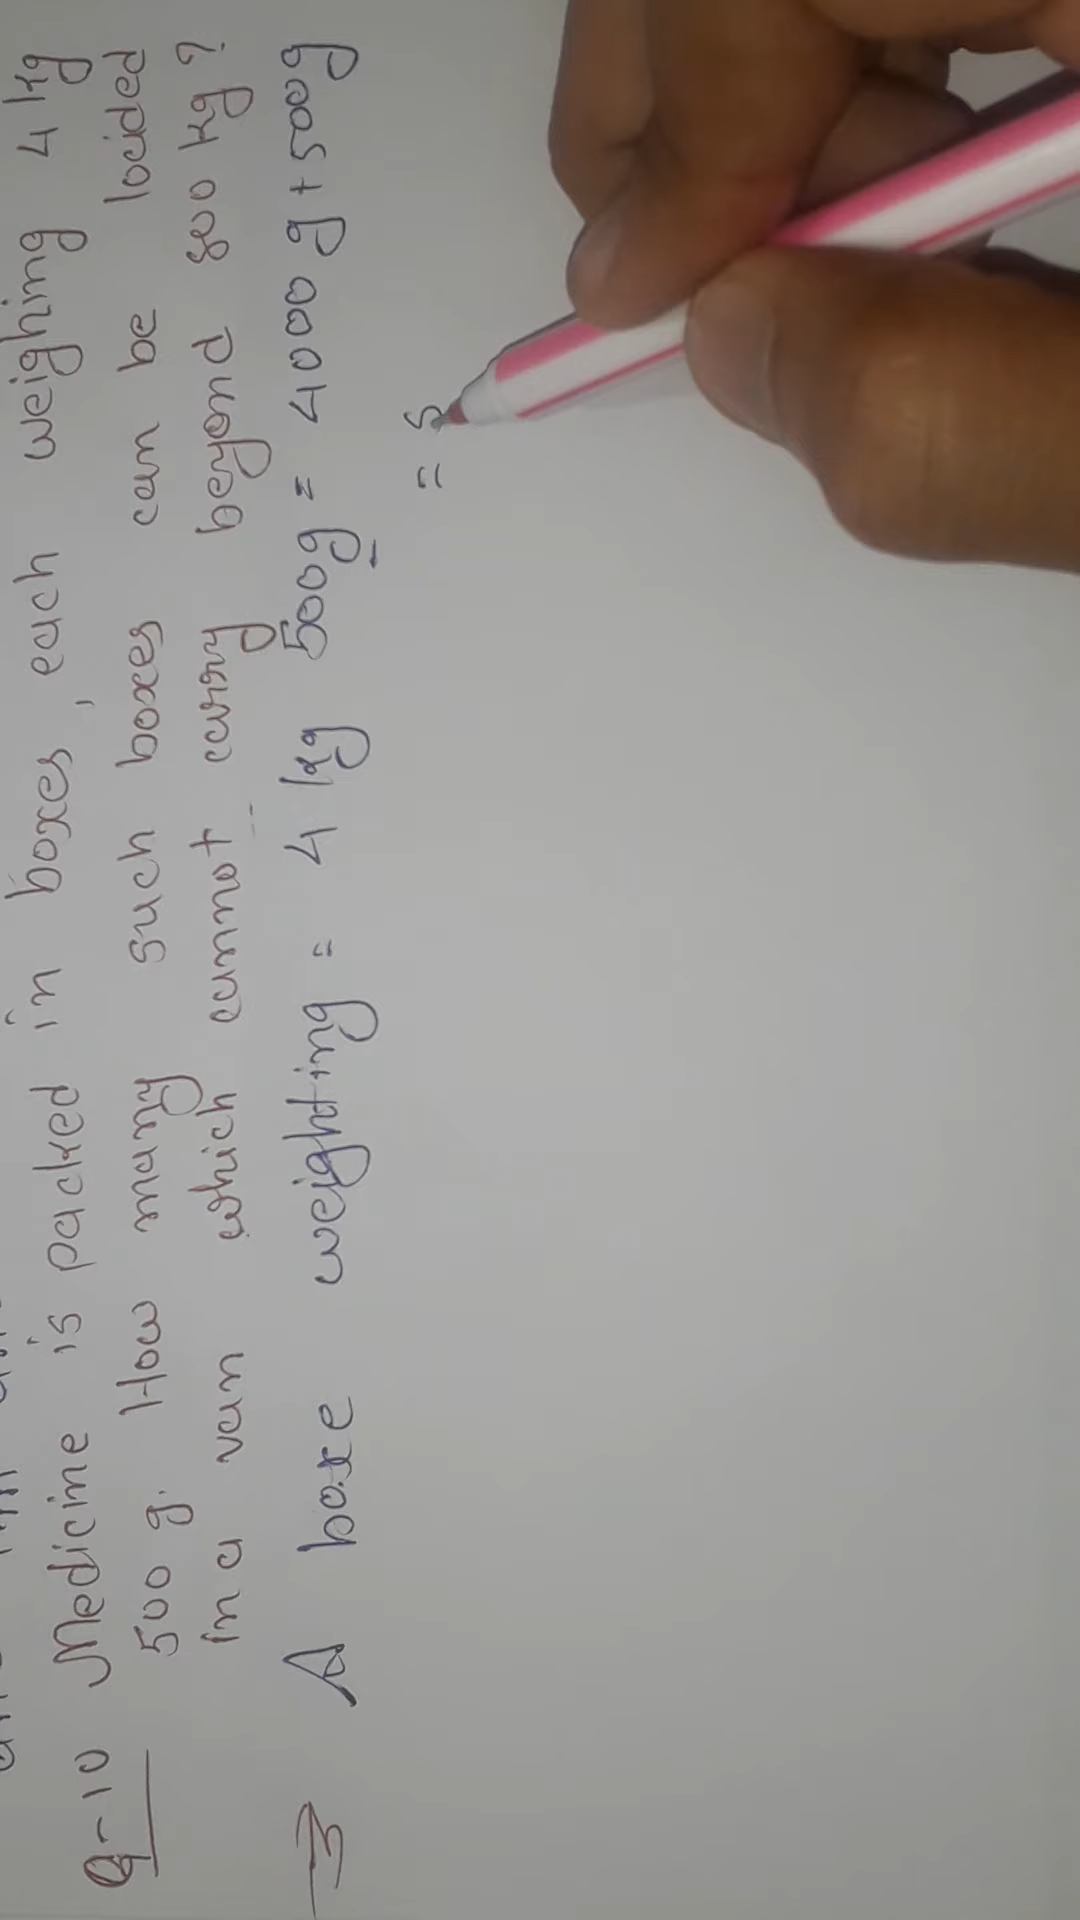 Q-10 Medicine is packed in boxes, each weighing 4 kg
500 g. How many such boxes can be loaded
in a van which cannot carry beyond 800 kg?
⇒ A boxe weighting = 4 kg 500g = 4000 g + 500g
= 5